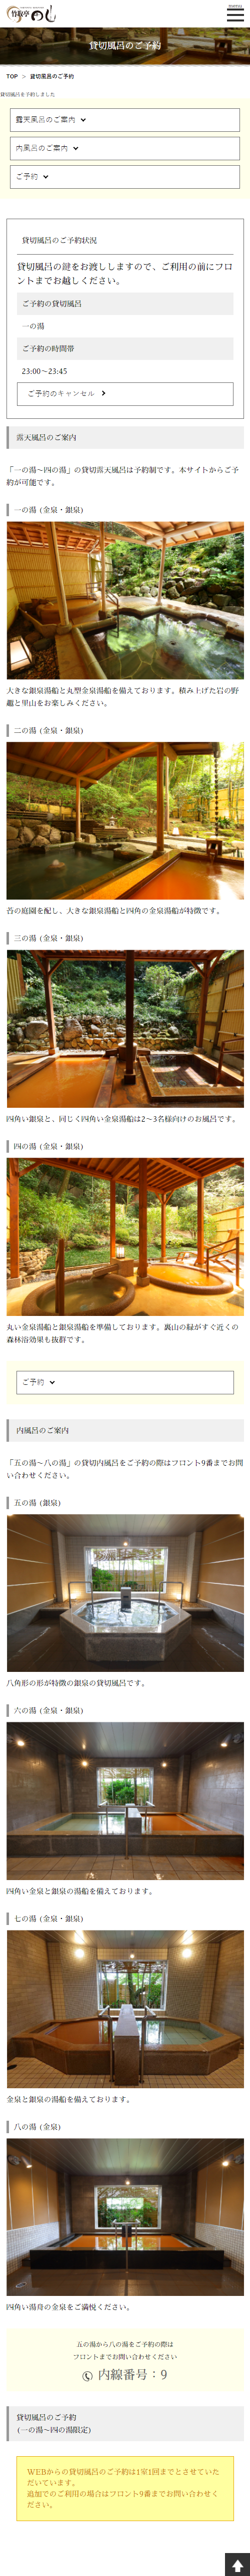 menu
竹取亭
貸切風呂のご予約
TOP > 貸切風呂のご予約
貸切風呂を予約しました
露天風呂のご案内
内風呂のご案内
ご予約
貸切風呂のご予約状況
貸切風呂の鍵をお渡ししますので、ご利用の前にフロ
ントまでお越しください。
ご予約の貸切風呂
一の湯
ご予約の時間帯
23:00～23:45
ご予約のキャンセル
露天風呂のご案内
「一の湯～四の湯」の貸切露天風呂は予約制です。本サイトからご予
約が可能です。
一の湯（金泉・銀泉）
大きな銀泉湯船と丸型金泉湯船を備えております。積み上げた岩の野
趣と里山をお楽しみください。
二の湯（金泉・銀泉）
苔の庭園を配し、大きな銀泉湯船と四角の金泉湯船が特徴です。
三の湯（金泉・銀泉）
四角い銀泉と、同じく四角い金泉湯船は2～3名様向けのお風呂です。
四の湯（金泉・銀泉）
丸い金泉湯船と銀泉湯船を準備しております。裏山の緑がすぐ近くの
森林浴効果も抜群です。
ご予約
内風呂のご案内
「五の湯～八の湯」の貸切内風呂をご予約の際はフロント9番までお問
い合わせください。
五の湯（銀泉）
八角形の形が特徴の銀泉の貸切風呂です。
六の湯（金泉・銀泉）
四角い金泉と銀泉の湯船を備えております。
七の湯（金泉・銀泉）
金泉と銀泉の湯船を備えております。
八の湯（金泉）
四角い湯舟の金泉をご満悦ください。
五の湯から八の湯をご予約の際は
フロントまでお問い合わせください
内線番号：9
貸切風呂のご予約
（一の湯～四の湯限定）
WEBからの貸切風呂のご予約は1室1回までとさせていた
だいています。
追加でのご利用の場合はフロント9番までお問い合わせく
ださい。